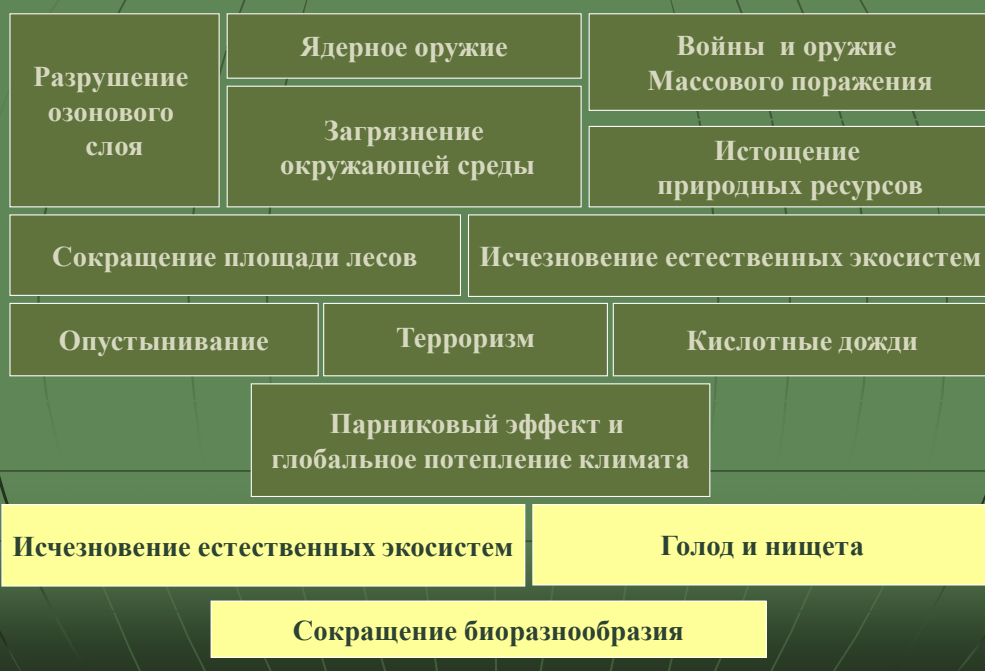 Разрушение
озонового
слоя
Ядерное оружие
Войны и оружие
Массового поражения
Загрязнение
окружающей среды
Истощение
природных ресурсов
Сокращение площади лесов
Исчезновение естественных экосистем
Опустынивание
Терроризм
Кислотные дожди
Парниковый эффект и
глобальное потепление климата
Исчезновение естественных экосистем
Голод и нищета
Сокращение биоразнообразия